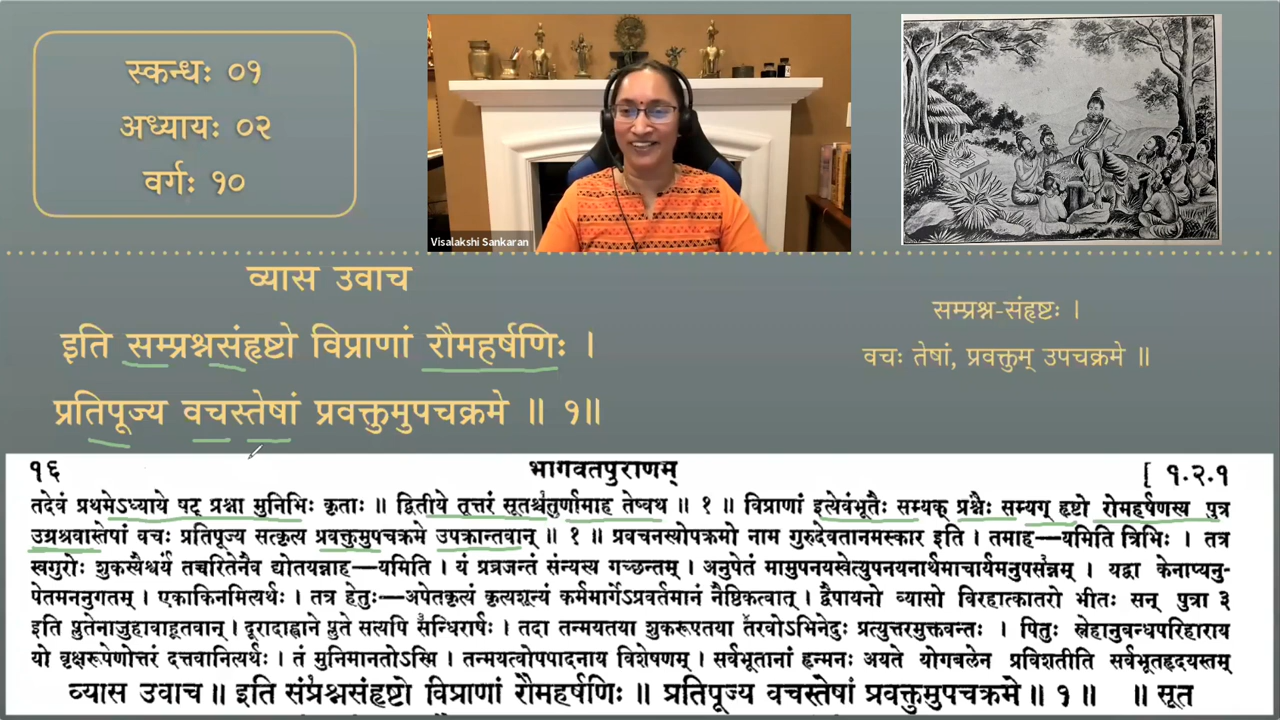 स्कन्धः ०१
अध्यायः ०२
वर्गः १०
Visalakshi Sankaran
व्यास उवाच
इति सम्प्रश्नसंहृष्टो विप्राणां रौमहर्षणिः ।
प्रतिपूज्य वचस्तेषां प्रवक्तुमुपचक्रमे ॥ १॥
सम्प्रश्न-संहृष्टः ।
वचः तेषां, प्रवक्तुम् उपचक्रमे ॥
१६ भागवतपुराणम् [ १.२.१
तदेवं प्रथमेऽध्याये षट् प्रश्ना मुनिभिः कृताः ॥ द्वितीये तूत्तरं सूतश्चतुर्णामाह तेष्वथ ॥ १ ॥ विप्राणां इत्येवंभूतैः सम्यक् प्रश्नैः सम्यग् हृष्टो रोमहर्षणस्य पुत्र
उग्रश्रवास्तेषां वचः प्रतिपूज्य सत्कृत्य प्रवक्तुमुपचक्रमे उपक्रान्तवान् ॥ १ ॥ प्रवचनस्योपक्रमो नाम गुरुदेवतानमस्कार इति । तमाह—यमिति त्रिभिः । तत्र
स्वगुरोः शुकस्यैश्वर्यं तच्चरितेनैव द्योतयन्नाह—यमिति । यं प्रव्रजन्तं संन्यस्य गच्छन्तम् । अनुपेतं मामुपनयस्वेत्युपनयनार्थमाचार्यमनुपसन्नम् । यद्वा केनाप्यनु-
पेतमननुगतम् । एकाकिनमित्यर्थः । तत्र हेतुः—अपेतकृत्यं कृत्यशून्यं कर्ममार्गेऽप्रवर्तमानं नैष्ठिकत्वात् । द्वैपायनो व्यासो विरहात्कातरो भीतः सन् पुत्रा ३
इति प्लुतेनाजुहावाहूतवान् । दूरादाह्वाने प्लुते सत्यपि सन्धिरार्षः । तदा तन्मयतया शुकरूपतया तरवोऽभिनेदुः प्रत्युत्तरमुक्तवन्तः । पितुः स्नेहानुबन्धपरिहाराय
यो वृक्षरूपेणोत्तरं दत्तवानित्यर्थः । तं मुनिमानतोऽस्मि । तन्मयत्वोपपादनाय विशेषणम् । सर्वभूतानां हृन्मनः अयते योगबलेन प्रविशतीति सर्वभूतहृदयस्तम्
व्यास उवाच ॥ इति संप्रश्नसंहृष्टो विप्राणां रौमहर्षणिः ॥ प्रतिपूज्य वचस्तेषां प्रवक्तुमुपचक्रमे ॥ १ ॥ ॥ सूत